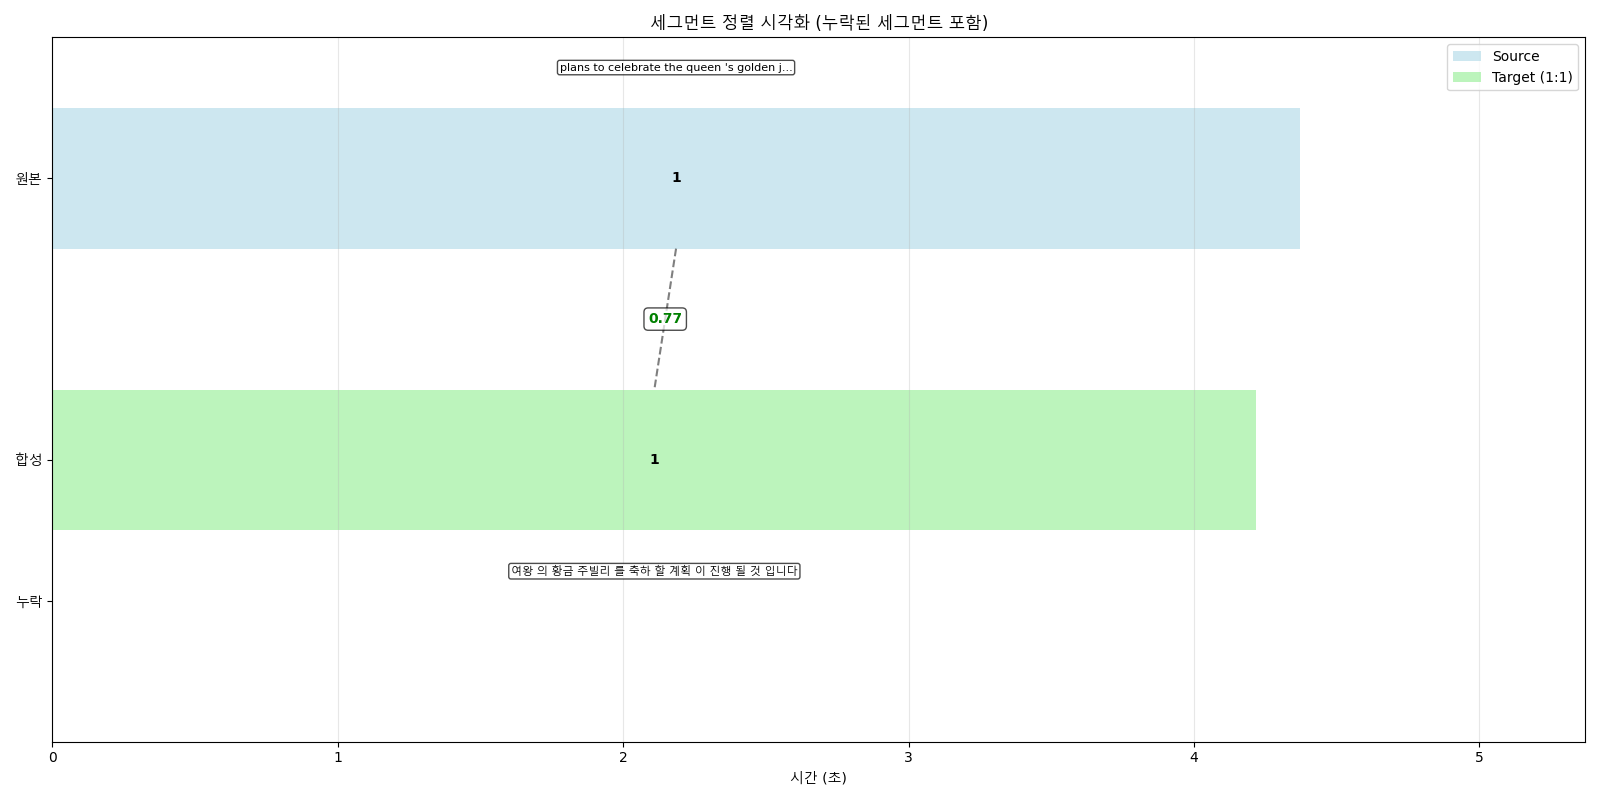 세그먼트 정렬 시각화 (누락된 세그먼트 포함)
plans to celebrate the queen 's golden j...
Source
Target (1:1)
원본
1
0.77
합성
1
여왕 의 황금 주빌리 를 축하 할 계획 이 진행 될 것 입니다
누락
0 1 2 3 4 5
시간 (초)